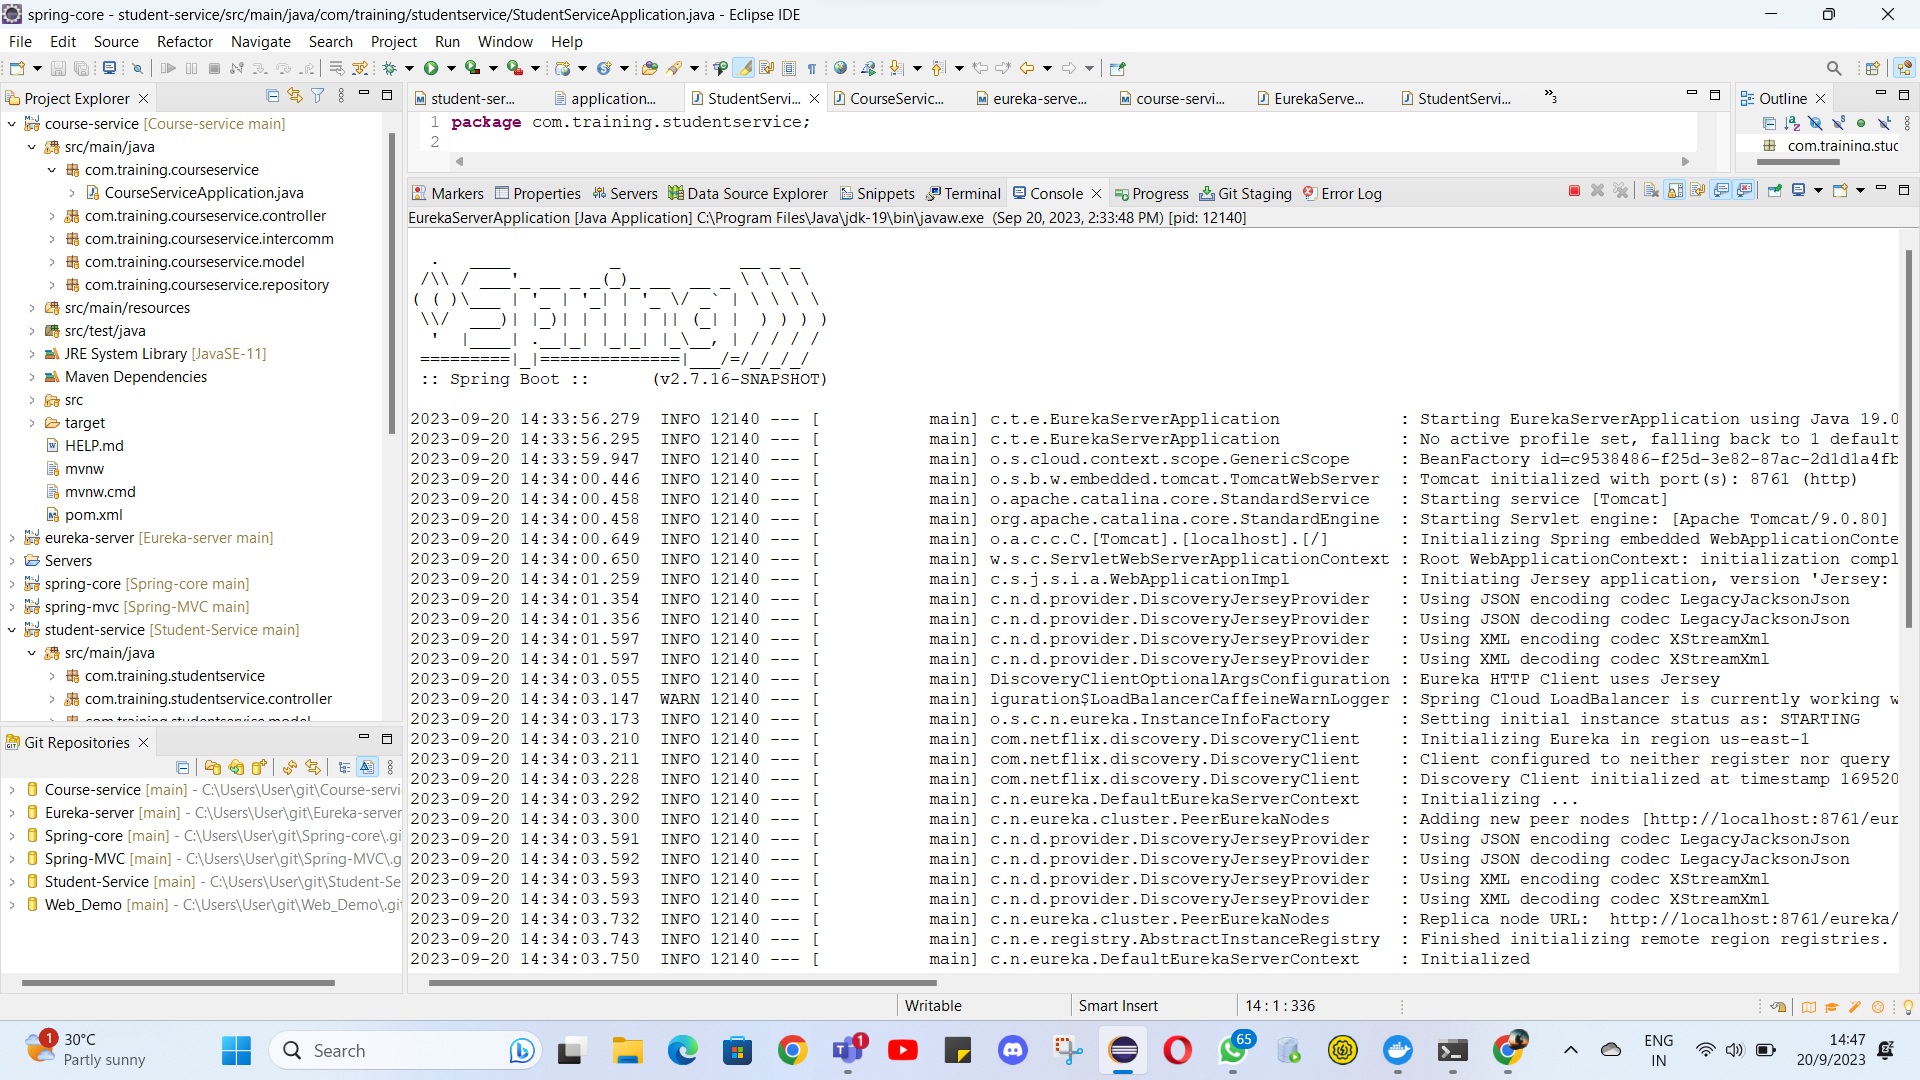 spring-core - student-service/src/main/java/com/training/studentservice/StudentServiceApplication.java - Eclipse IDE
File Edit Source Refactor Navigate Search Project Run Window Help
Project Explorer
course-service [Course-service main]
src/main/java
com.training.courseservice
CourseServiceApplication.java
com.training.courseservice.controller
com.training.courseservice.intercomm
com.training.courseservice.model
com.training.courseservice.repository
src/main/resources
src/test/java
JRE System Library [JavaSE-11]
Maven Dependencies
src
target
HELP.md
mvnw
mvnw.cmd
pom.xml
eureka-server [Eureka-server main]
Servers
spring-core [Spring-core main]
spring-mvc [Spring-MVC main]
student-service [Student-Service main]
src/main/java
com.training.studentservice
com.training.studentservice.controller
Git Repositories
Course-service [main] - C:\Users\User\git\Course-servi
Eureka-server [main] - C:\Users\User\git\Eureka-server
Spring-core [main] - C:\Users\User\git\Spring-core\.gi
Spring-MVC [main] - C:\Users\User\git\Spring-MVC\.g
Student-Service [main] - C:\Users\User\git\Student-Se
Web_Demo [main] - C:\Users\User\git\Web_Demo\.git
student-ser... application... StudentServi... CourseServic... eureka-serve... course-servi... EurekaServe... StudentServi... »3
1 package com.training.studentservice;
2
Outline
com.training.stuc
Markers Properties Servers Data Source Explorer Snippets Terminal Console Progress Git Staging Error Log
EurekaServerApplication [Java Application] C:\Program Files\Java\jdk-19\bin\javaw.exe (Sep 20, 2023, 2:33:48 PM) [pid: 12140]
Spring
:: Spring Boot :: (v2.7.16-SNAPSHOT)
2023-09-20 14:33:56.279 INFO 12140 --- [ main] c.t.e.EurekaServerApplication : Starting EurekaServerApplication using Java 19.0
2023-09-20 14:33:56.295 INFO 12140 --- [ main] c.t.e.EurekaServerApplication : No active profile set, falling back to 1 default
2023-09-20 14:33:59.947 INFO 12140 --- [ main] o.s.cloud.context.scope.GenericScope : BeanFactory id=c9538486-f25d-3e82-87ac-2d1d1a4fb
2023-09-20 14:34:00.446 INFO 12140 --- [ main] o.s.b.w.embedded.tomcat.TomcatWebServer : Tomcat initialized with port(s): 8761 (http)
2023-09-20 14:34:00.458 INFO 12140 --- [ main] o.apache.catalina.core.StandardService : Starting service [Tomcat]
2023-09-20 14:34:00.458 INFO 12140 --- [ main] org.apache.catalina.core.StandardEngine : Starting Servlet engine: [Apache Tomcat/9.0.80]
2023-09-20 14:34:00.649 INFO 12140 --- [ main] o.a.c.c.C.[Tomcat].[localhost].[/] : Initializing Spring embedded WebApplicationConte
2023-09-20 14:34:00.650 INFO 12140 --- [ main] w.s.c.ServletWebServerApplicationContext : Root WebApplicationContext: initialization compl
2023-09-20 14:34:01.259 INFO 12140 --- [ main] c.s.j.s.i.a.WebApplicationImpl : Initiating Jersey application, version 'Jersey:
2023-09-20 14:34:01.354 INFO 12140 --- [ main] c.n.d.provider.DiscoveryJerseyProvider : Using JSON encoding codec LegacyJacksonJson
2023-09-20 14:34:01.356 INFO 12140 --- [ main] c.n.d.provider.DiscoveryJerseyProvider : Using JSON decoding codec LegacyJacksonJson
2023-09-20 14:34:01.597 INFO 12140 --- [ main] c.n.d.provider.DiscoveryJerseyProvider : Using XML encoding codec XStreamXml
2023-09-20 14:34:01.597 INFO 12140 --- [ main] c.n.d.provider.DiscoveryJerseyProvider : Using XML decoding codec XStreamXml
2023-09-20 14:34:03.055 INFO 12140 --- [ main] DiscoveryClientOptionalArgsConfiguration : Eureka HTTP Client uses Jersey
2023-09-20 14:34:03.147 WARN 12140 --- [ main] iguration$LoadBalancerCaffeineWarnLogger : Spring Cloud LoadBalancer is currently working w
2023-09-20 14:34:03.173 INFO 12140 --- [ main] o.s.c.n.eureka.InstanceInfoFactory : Setting initial instance status as: STARTING
2023-09-20 14:34:03.210 INFO 12140 --- [ main] com.netflix.discovery.DiscoveryClient : Initializing Eureka in region us-east-1
2023-09-20 14:34:03.211 INFO 12140 --- [ main] com.netflix.discovery.DiscoveryClient : Client configured to neither register nor query
2023-09-20 14:34:03.228 INFO 12140 --- [ main] com.netflix.discovery.DiscoveryClient : Discovery Client initialized at timestamp 169520
2023-09-20 14:34:03.292 INFO 12140 --- [ main] c.n.eureka.DefaultEurekaServerContext : Initializing ...
2023-09-20 14:34:03.300 INFO 12140 --- [ main] c.n.eureka.cluster.PeerEurekaNodes : Adding new peer nodes [http://localhost:8761/eur
2023-09-20 14:34:03.591 INFO 12140 --- [ main] c.n.d.provider.DiscoveryJerseyProvider : Using JSON encoding codec LegacyJacksonJson
2023-09-20 14:34:03.592 INFO 12140 --- [ main] c.n.d.provider.DiscoveryJerseyProvider : Using JSON decoding codec LegacyJacksonJson
2023-09-20 14:34:03.593 INFO 12140 --- [ main] c.n.d.provider.DiscoveryJerseyProvider : Using XML encoding codec XStreamXml
2023-09-20 14:34:03.593 INFO 12140 --- [ main] c.n.d.provider.DiscoveryJerseyProvider : Using XML decoding codec XStreamXml
2023-09-20 14:34:03.732 INFO 12140 --- [ main] c.n.eureka.cluster.PeerEurekaNodes : Replica node URL: http://localhost:8761/eureka/
2023-09-20 14:34:03.743 INFO 12140 --- [ main] c.n.e.registry.AbstractInstanceRegistry : Finished initializing remote region registries.
2023-09-20 14:34:03.750 INFO 12140 --- [ main] c.n.eureka.DefaultEurekaServerContext : Initialized
Writable Smart Insert 14 : 1 : 336
1 30°C
Partly sunny
Search
1
65
ENG
IN
14:47
20/9/2023